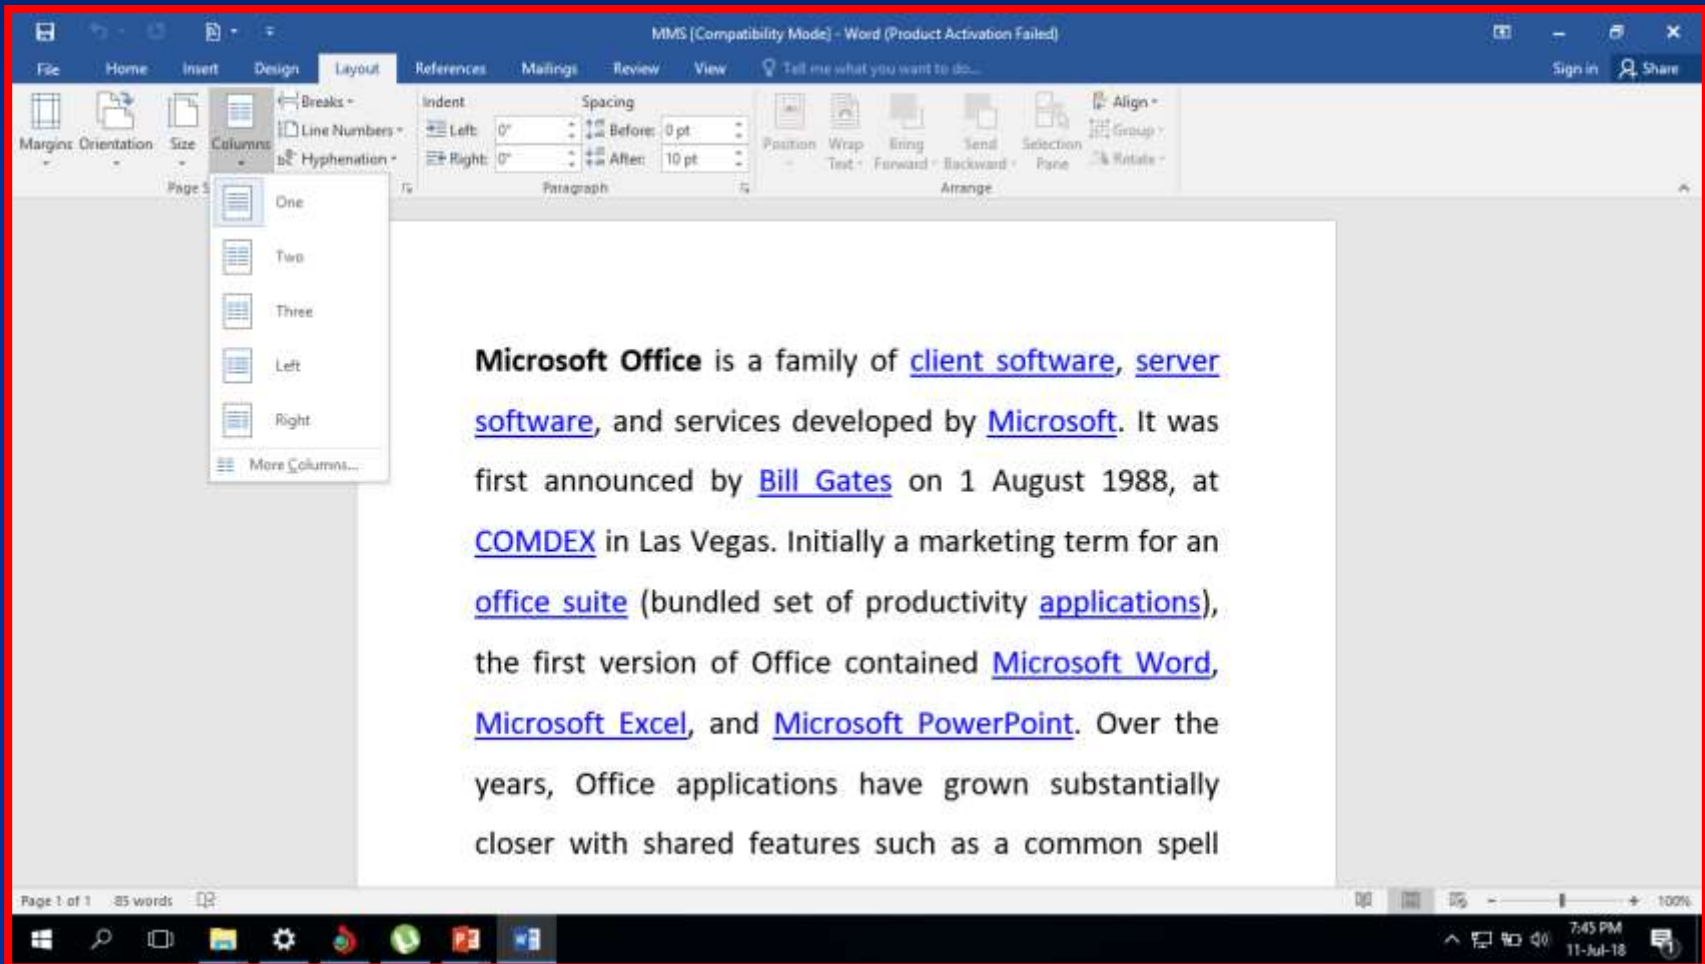 MMS [Compatibility Mode] - Word (Product Activation Failed)
File Home Insert Design Layout References Mailings Review View Tell me what you want to do... Sign in Share
Margins Orientation Size Columns
Breaks
Line Numbers
Hyphenation
Page S
Indent Spacing
Left: 0" Before: 0 pt
Right: 0" After: 10 pt
Paragraph
Position Wrap Text Bring Forward Send Backward Selection Pane
Align
Group
Rotate
Arrange
One
Two
Three
Left
Right
More Columns...
Microsoft Office is a family of client software, server
software, and services developed by Microsoft. It was
first announced by Bill Gates on 1 August 1988, at
COMDEX in Las Vegas. Initially a marketing term for an
office suite (bundled set of productivity applications),
the first version of Office contained Microsoft Word,
Microsoft Excel, and Microsoft PowerPoint. Over the
years, Office applications have grown substantially
closer with shared features such as a common spell
Page 1 of 1 85 words 100%
7:45 PM
11-Jul-18